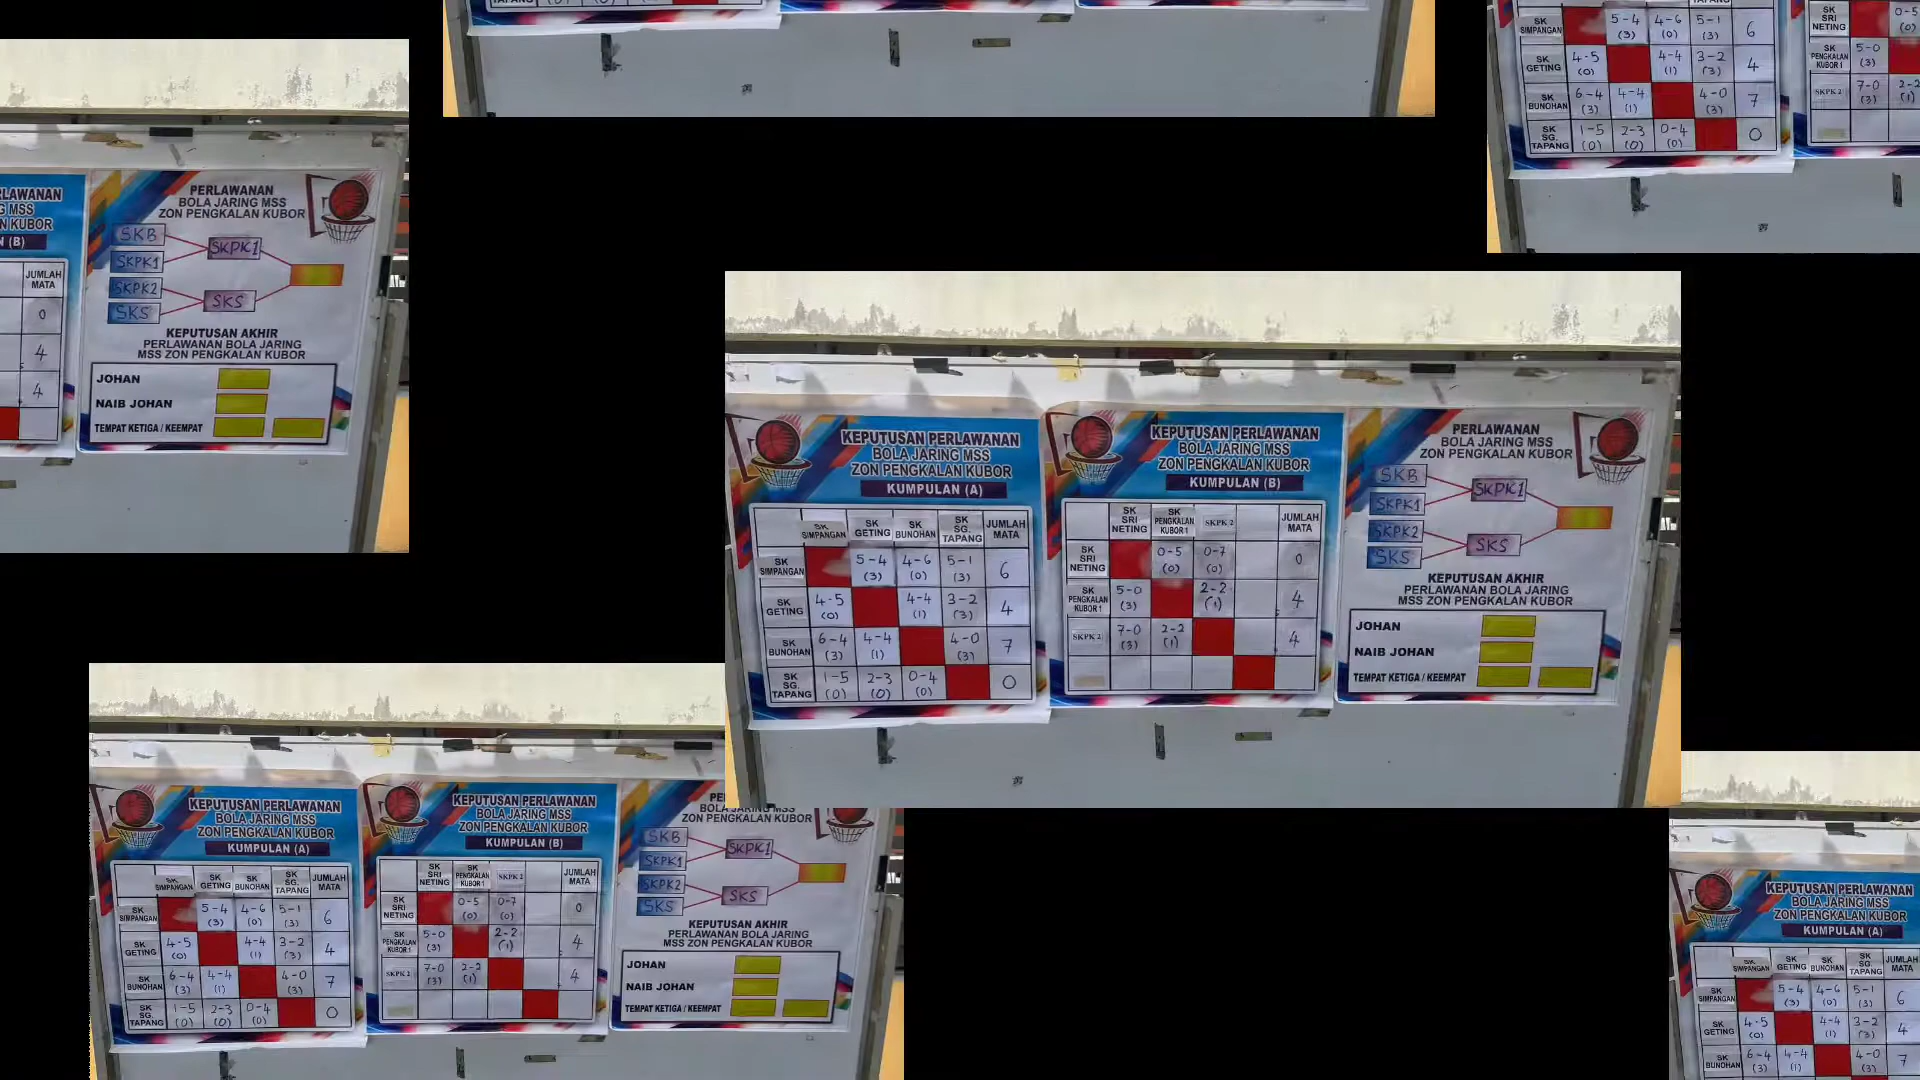 KEPUTUSAN PERLAWANAN
BOLA JARING MSS
ZON PENGKALAN KUBOR
KUMPULAN (A)
SK SIMPANGAN SK GETING SK BUNOHAN SK SG. TAPANG JUMLAH MATA
SK SIMPANGAN 5-4 (3) 4-6 (0) 5-1 (3) 6
SK GETING 4-5 (0) 4-4 (1) 3-2 (3) 4
SK BUNOHAN 6-4 (3) 4-4 (1) 4-0 (3) 7
SK SG. TAPANG 1-5 (0) 2-3 (0) 0-4 (0) 0
KEPUTUSAN PERLAWANAN
BOLA JARING MSS
ZON PENGKALAN KUBOR
KUMPULAN (B)
SK SRI NETING SK PENGKALAN KUBOR 1 SKPK 2 JUMLAH MATA
SK SRI NETING 0-5 (0) 0-7 (0) 0
SK PENGKALAN KUBOR 1 5-0 (3) 2-2 (1) 4
SKPK 2 7-0 (3) 2-2 (1) 4
PERLAWANAN
BOLA JARING MSS
ZON PENGKALAN KUBOR
SKB
SKPK1
SKPK1
SKPK2
SKS
SKS
KEPUTUSAN AKHIR
PERLAWANAN BOLA JARING
MSS ZON PENGKALAN KUBOR
JOHAN
NAIB JOHAN
TEMPAT KETIGA / KEEMPAT